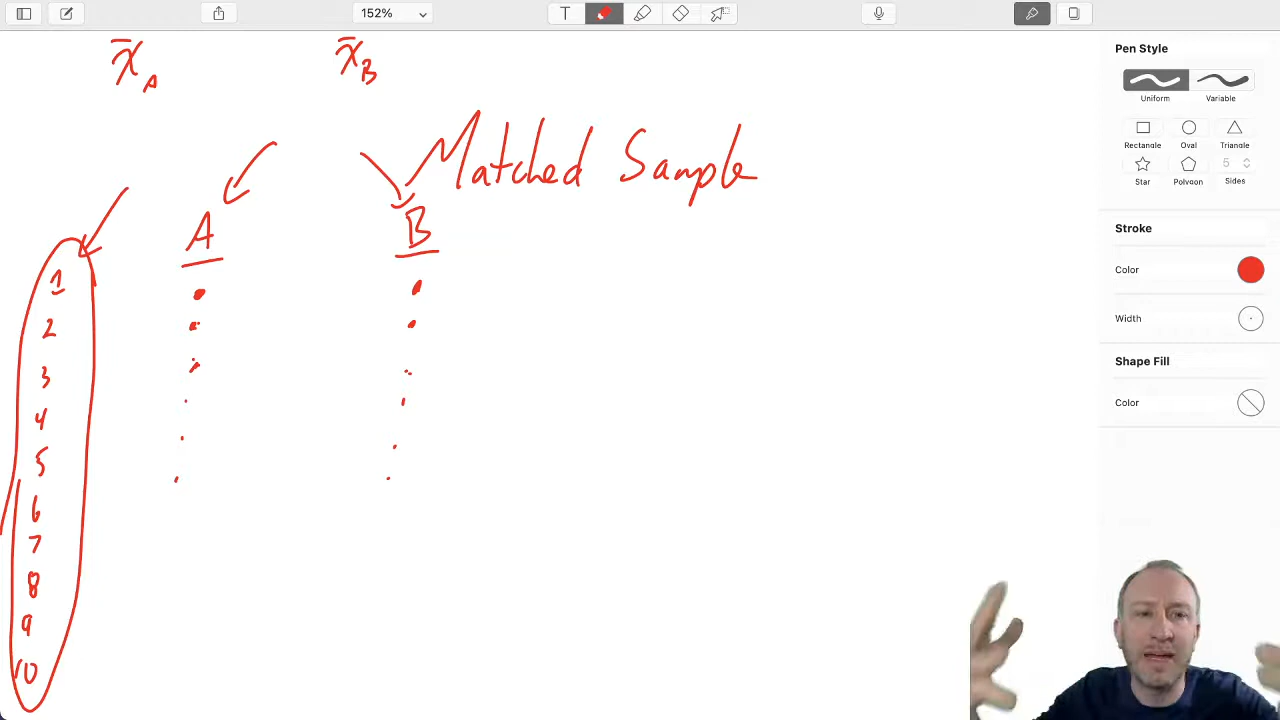 152%
T
x̄A
x̄B
Matched Sample
A
B
1
2
3
4
5
6
7
8
9
10
Pen Style
Uniform
Variable
Rectangle
Oval
Triangle
Star
Polygon
5
Sides
Stroke
Color
Width
Shape Fill
Color